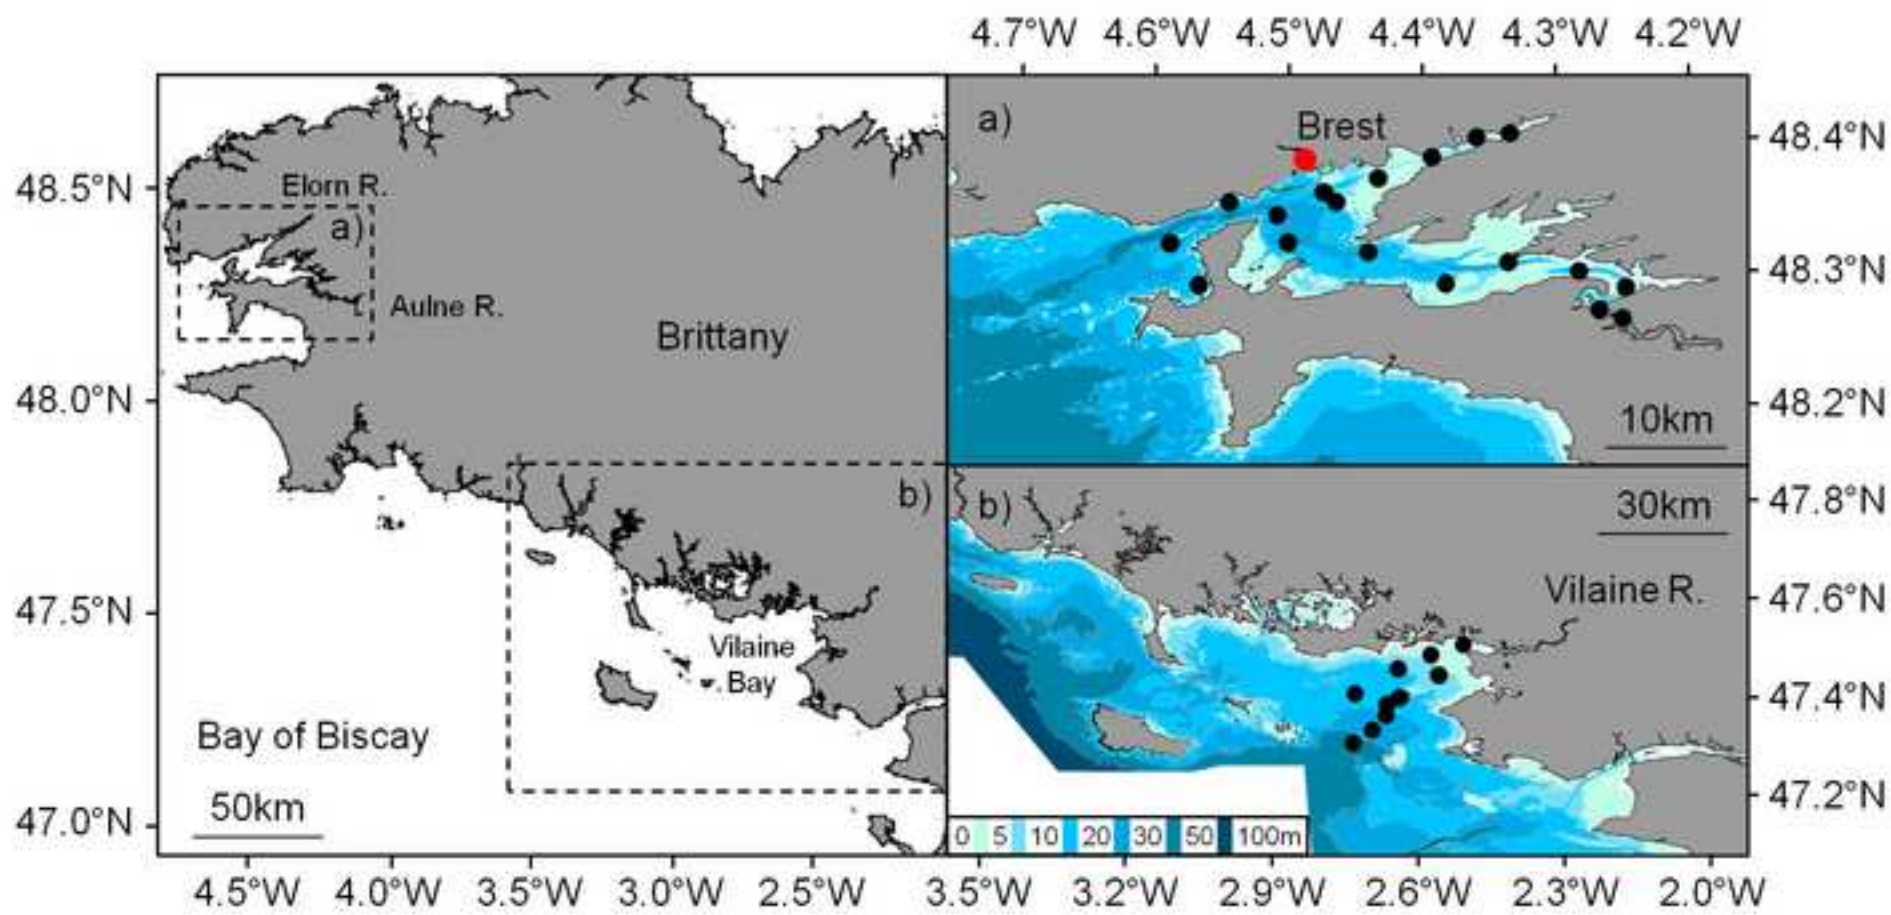 4.7°W 4.6°W 4.5°W 4.4°W 4.3°W 4.2°W
a)
Brest
48.4°N
48.3°N
48.2°N
10km
48.5°N
48.0°N
47.5°N
47.0°N
Elorn R.
a)
Aulne R.
Brittany
b)
Vilaine
Bay
Bay of Biscay
50km
4.5°W 4.0°W 3.5°W 3.0°W 2.5°W
b)
30km
Vilaine R.
47.8°N
47.6°N
47.4°N
47.2°N
0 5 10 20 30 50 100m
3.5°W 3.2°W 2.9°W 2.6°W 2.3°W 2.0°W